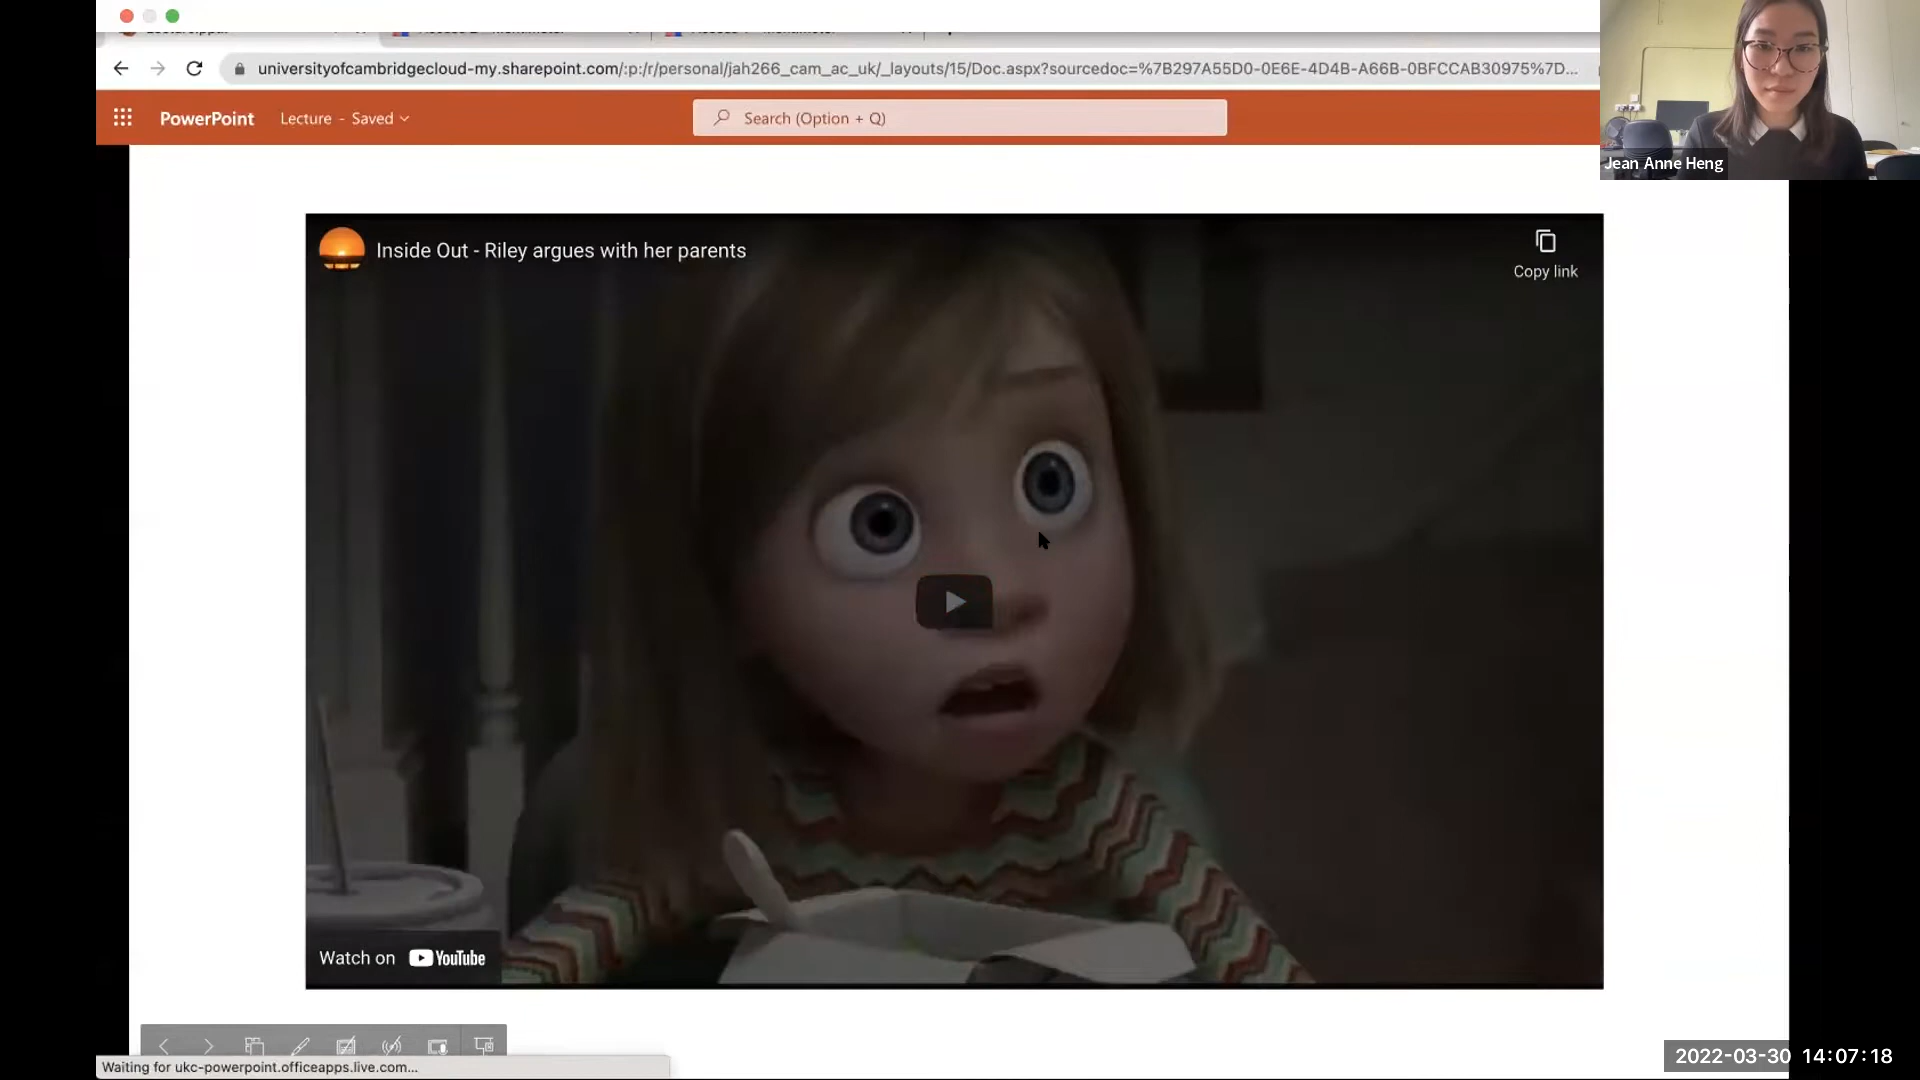 universityofcambridgecloud-my.sharepoint.com/:p:/r/personal/jah266_cam_ac_uk/_layouts/15/Doc.aspx?sourcedoc=%7B297A55D0-0E6E-4D4B-A66B-0BFCCAB30975%7D...
PowerPoint Lecture - Saved
Search (Option + Q)
Jean Anne Heng
Inside Out - Riley argues with her parents
Copy link
Watch on YouTube
Waiting for ukc-powerpoint.officeapps.live.com...
2022-03-30 14:07:18